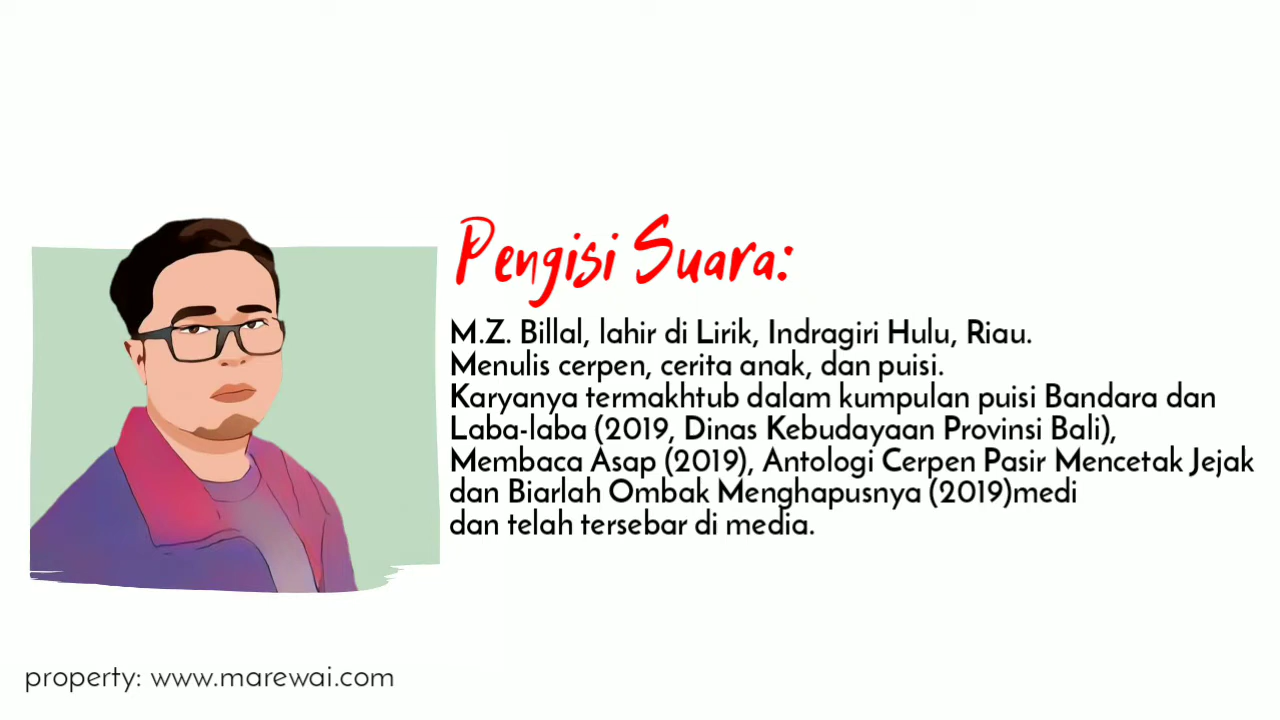 Pengisi Suara:
M.Z. Billal, lahir di Lirik, Indragiri Hulu, Riau.
Menulis cerpen, cerita anak, dan puisi.
Karyanya termakhtub dalam kumpulan puisi Bandara dan
Laba-laba (2019, Dinas Kebudayaan Provinsi Bali),
Membaca Asap (2019), Antologi Cerpen Pasir Mencetak Jejak
dan Biarlah Ombak Menghapusnya (2019)medi
dan telah tersebar di media.
property: www.marewai.com